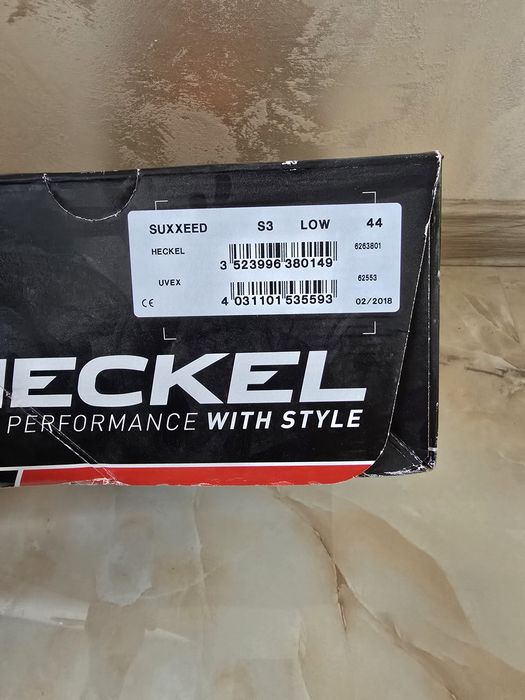 SUXXEED S3 LOW 44
HECKEL 6263801
3 523996 380149
UVEX 62553
4 031101 535593
CE 02/2018
HECKEL
PERFORMANCE WITH STYLE